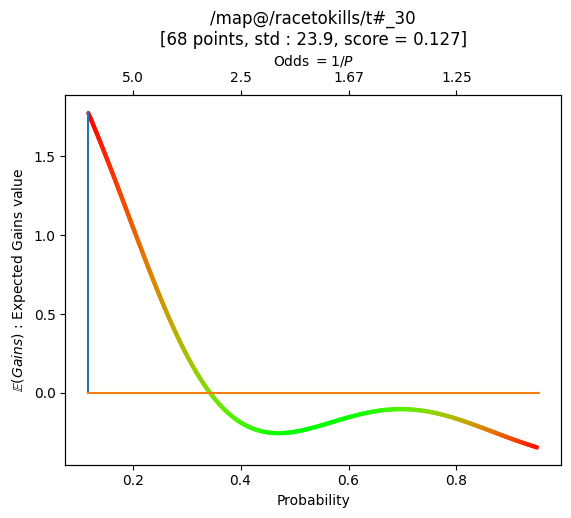 /map@/racetokills/t#_30
[68 points, std : 23.9, score = 0.127]
Odds = 1/P
5.0 2.5 1.67 1.25
1.5
1.0
0.5
0.0
𝔼(Gains) : Expected Gains value
0.2 0.4 0.6 0.8
Probability